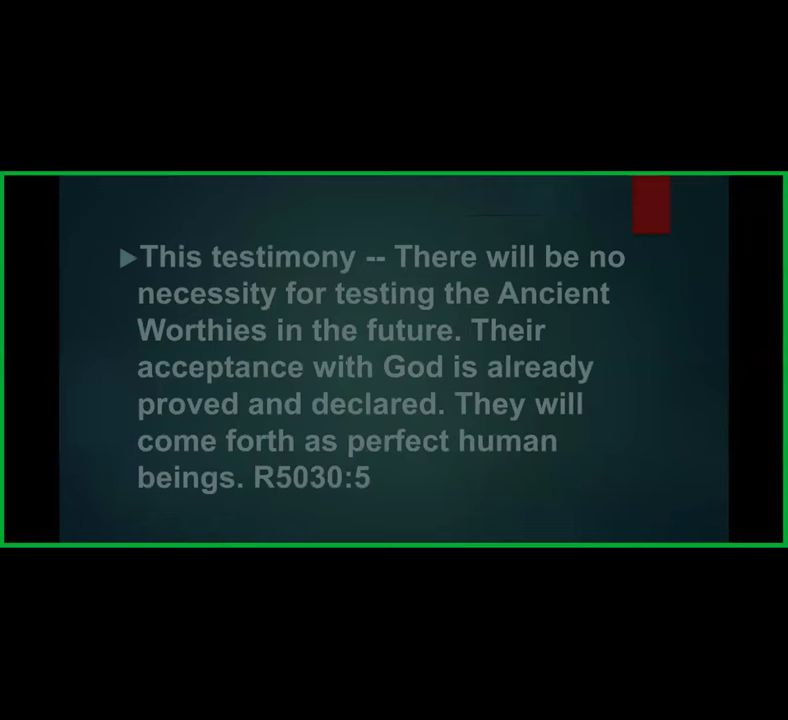 This testimony -- There will be no
necessity for testing the Ancient
Worthies in the future. Their
acceptance with God is already
proved and declared. They will
come forth as perfect human
beings. R5030:5